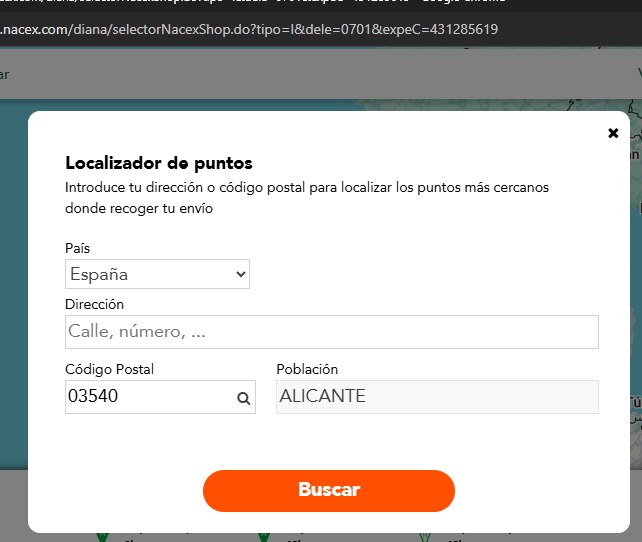 .nacex.com/diana/selectorNacexShop.do?tipo=I&dele=0701&expeC=431285619
ar
Localizador de puntos
Introduce tu dirección o código postal para localizar los puntos más cercanos
donde recoger tu envío
País
España
Dirección
Calle, número, ...
Código Postal
Población
03540
ALICANTE
Buscar